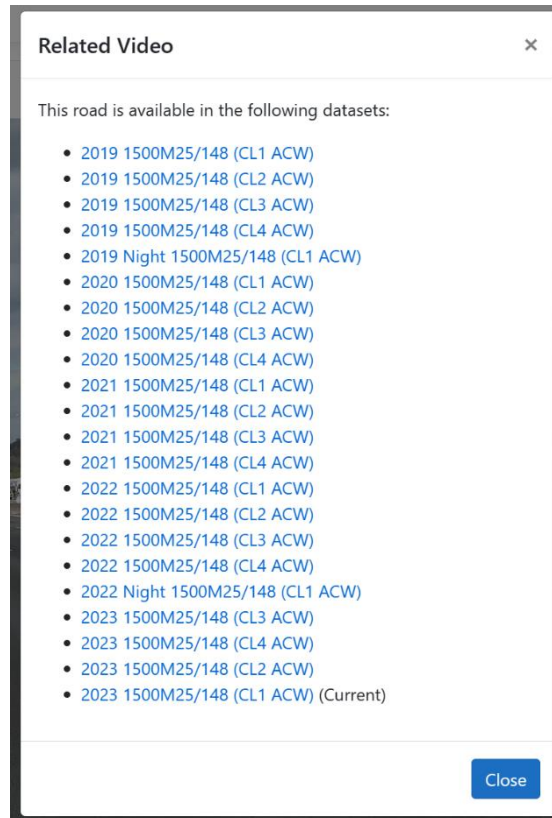 Related Video
×
This road is available in the following datasets:
• 2019 1500M25/148 (CL1 ACW)
• 2019 1500M25/148 (CL2 ACW)
• 2019 1500M25/148 (CL3 ACW)
• 2019 1500M25/148 (CL4 ACW)
• 2019 Night 1500M25/148 (CL1 ACW)
• 2020 1500M25/148 (CL1 ACW)
• 2020 1500M25/148 (CL2 ACW)
• 2020 1500M25/148 (CL3 ACW)
• 2020 1500M25/148 (CL4 ACW)
• 2021 1500M25/148 (CL1 ACW)
• 2021 1500M25/148 (CL2 ACW)
• 2021 1500M25/148 (CL3 ACW)
• 2021 1500M25/148 (CL4 ACW)
• 2022 1500M25/148 (CL1 ACW)
• 2022 1500M25/148 (CL2 ACW)
• 2022 1500M25/148 (CL3 ACW)
• 2022 1500M25/148 (CL4 ACW)
• 2022 Night 1500M25/148 (CL1 ACW)
• 2023 1500M25/148 (CL3 ACW)
• 2023 1500M25/148 (CL4 ACW)
• 2023 1500M25/148 (CL2 ACW)
• 2023 1500M25/148 (CL1 ACW) (Current)
Close